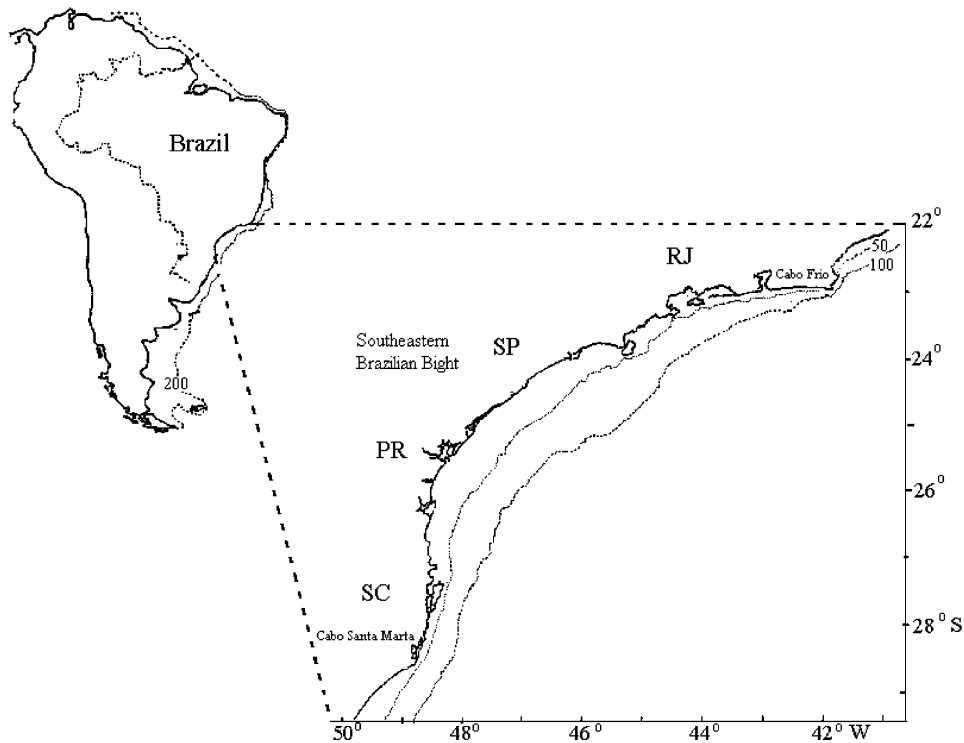 Brazil
200
22°
RJ
50
100
Cabo Frio
Southeastern
Brazilian Bight
SP
24°
PR
26°
SC
Cabo Santa Marta
28° S
50°
48°
46°
44°
42° W